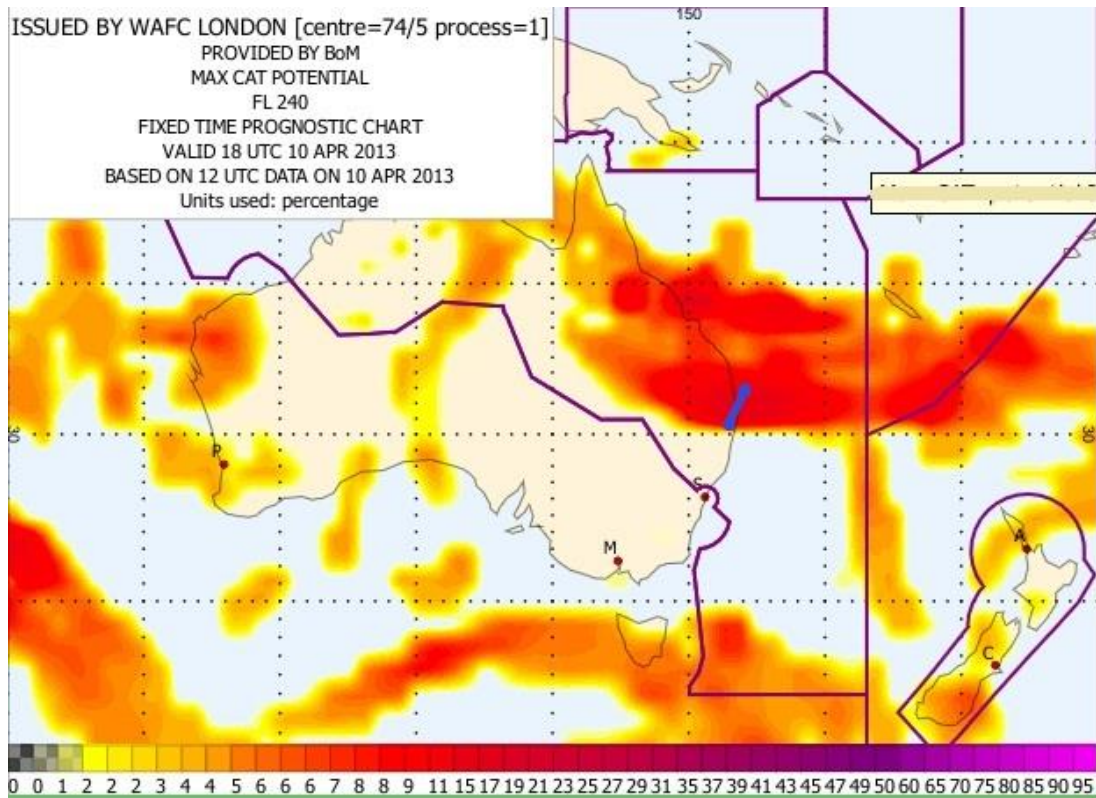 ISSUED BY WAFC LONDON [centre=74/5 process=1]
PROVIDED BY BoM
MAX CAT POTENTIAL
FL 240
FIXED TIME PROGNOSTIC CHART
VALID 18 UTC 10 APR 2013
BASED ON 12 UTC DATA ON 10 APR 2013
Units used: percentage
150
30
30
P
S
M
A
C
0 0 1 2 2 3 4 4 5 6 6 7 7 8 9 11 15 17 19 21 23 25 27 29 31 33 35 37 39 41 43 45 47 49 50 60 65 70 75 80 85 90 95